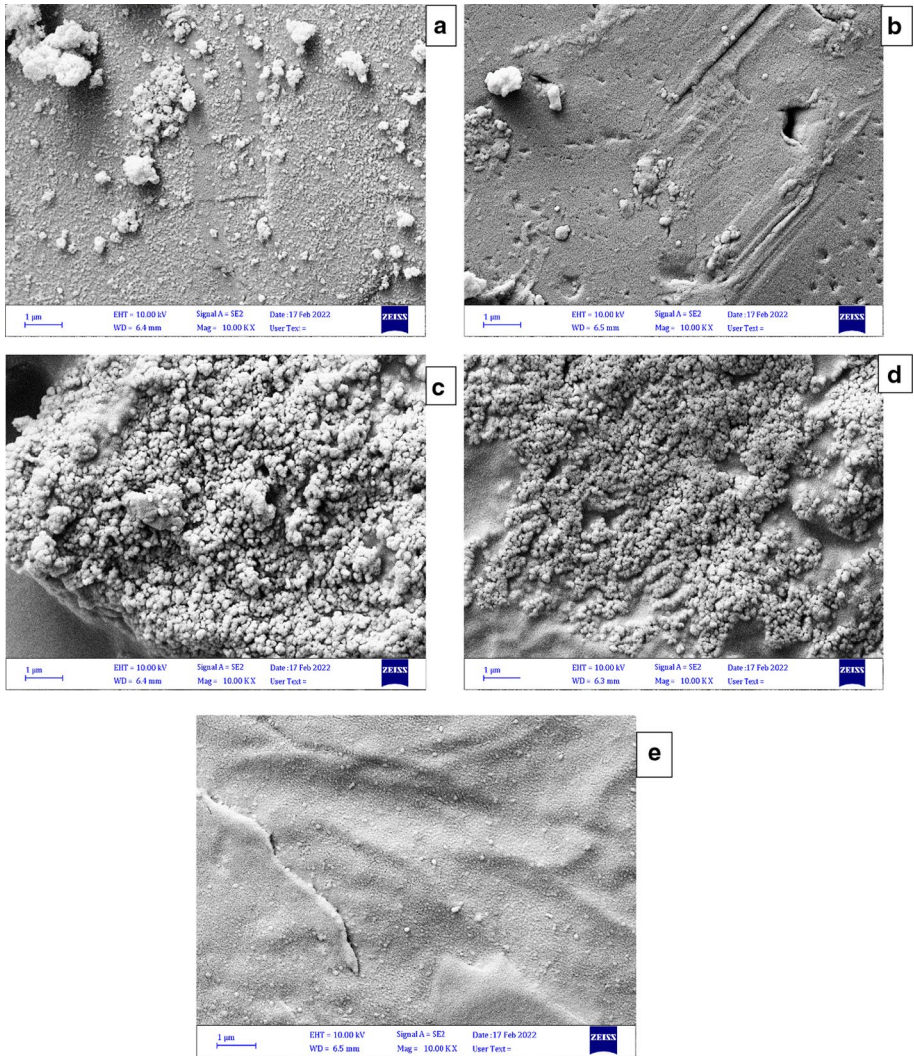 a
b
1 µm
EHT = 10.00 kV
Signal A = SE2
Date :17 Feb 2022
ZEISS
WD = 6.4 mm
Mag = 10.00 K X
User Text =
1 µm
EHT = 10.00 kV
Signal A = SE2
Date :17 Feb 2022
ZEISS
WD = 6.5 mm
Mag = 10.00 K X
User Text =
c
d
1 µm
EHT = 10.00 kV
Signal A = SE2
Date :17 Feb 2022
ZEISS
WD = 6.4 mm
Mag = 10.00 K X
User Text =
1 µm
EHT = 10.00 kV
Signal A = SE2
Date :17 Feb 2022
ZEISS
WD = 6.3 mm
Mag = 10.00 K X
User Text =
e
1 µm
EHT = 10.00 kV
Signal A = SE2
Date :17 Feb 2022
ZEISS
WD = 6.5 mm
Mag = 10.00 K X
User Text =